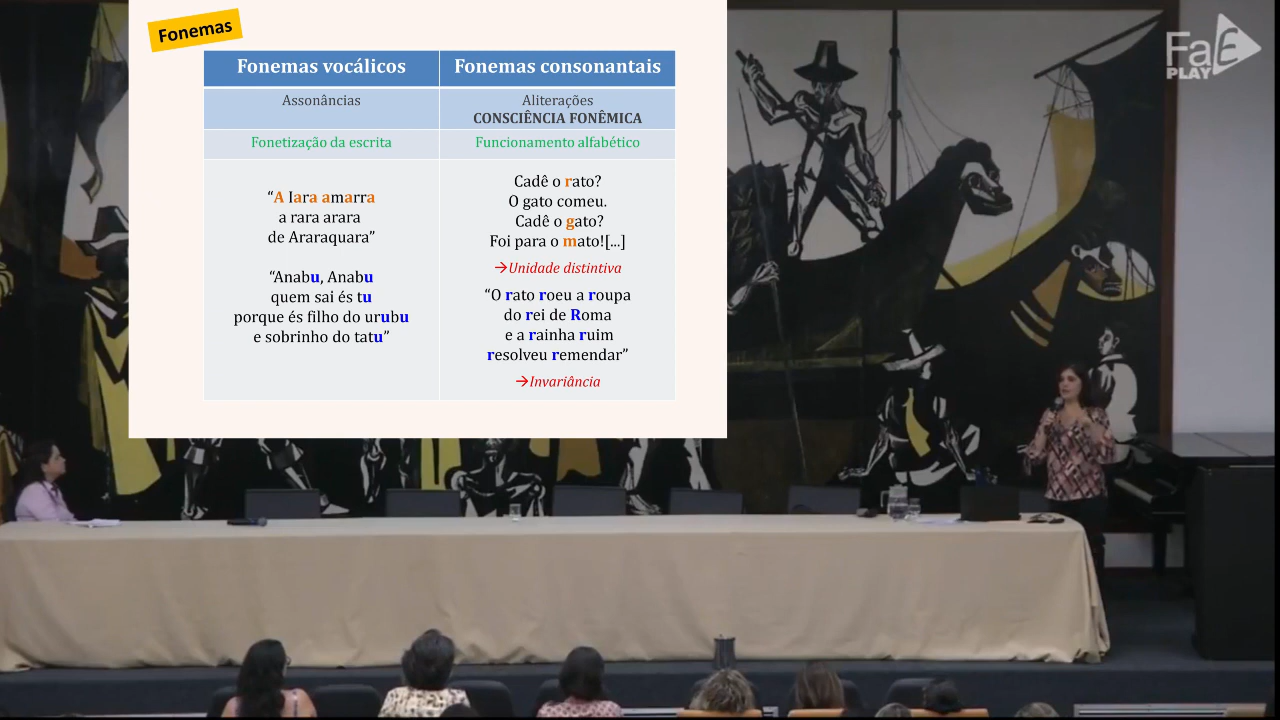 Fonemas
Fonemas vocálicos
Fonemas consonantais
Assonâncias
Aliterações
CONSCIÊNCIA FONÊMICA
Fonetização da escrita
Funcionamento alfabético
“A Iara amarra
a rara arara
de Araraquara”
“Anabu, Anabu
quem sai és tu
porque és filho do urubu
e sobrinho do tatu”
Cadê o rato?
O gato comeu.
Cadê o gato?
Foi para o mato![...]
→Unidade distintiva
“O rato roeu a roupa
do rei de Roma
e a rainha ruim
resolveu remendar”
→Invariância
FaE
PLAY